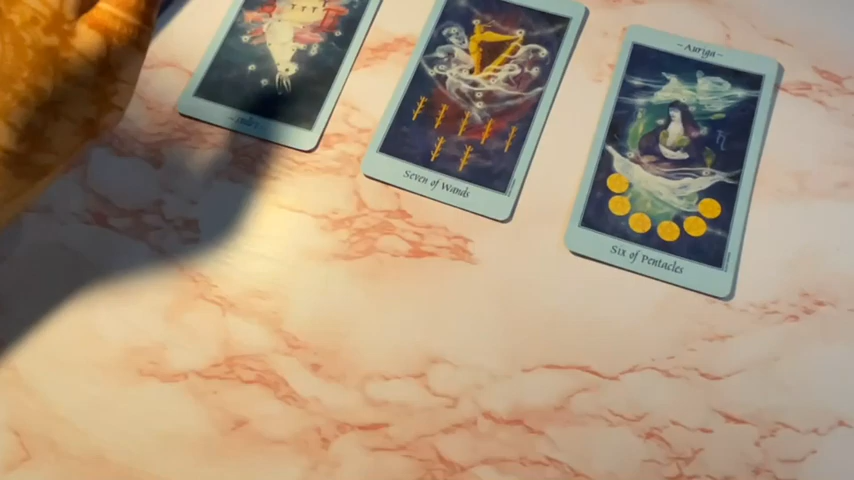 Seven of Wands
~ Auriga ~
Six of Pentacles